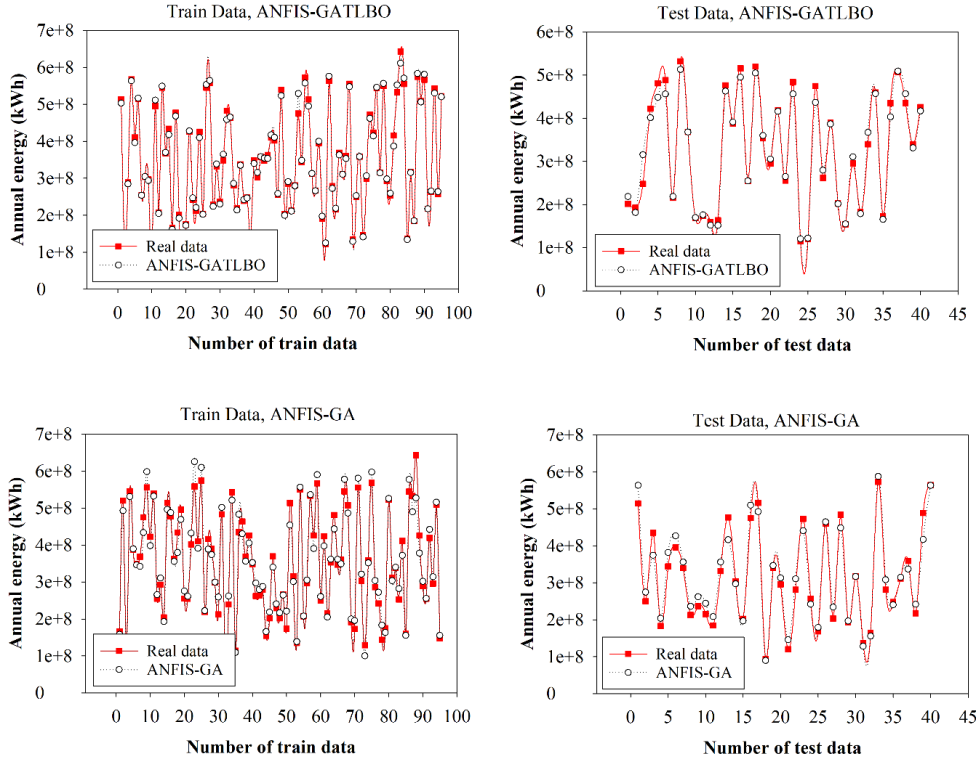 Train Data, ANFIS-GATLBO
Annual energy (kWh)
7e+8
6e+8
5e+8
4e+8
3e+8
2e+8
1e+8
0
Real data
ANFIS-GATLBO
0 10 20 30 40 50 60 70 80 90 100
Number of train data
Test Data, ANFIS-GATLBO
Annual energy (kWh)
6e+8
5e+8
4e+8
3e+8
2e+8
1e+8
0
Real data
ANFIS-GATLBO
0 5 10 15 20 25 30 35 40 45
Number of test data
Train Data, ANFIS-GA
Annual energy (kWh)
7e+8
6e+8
5e+8
4e+8
3e+8
2e+8
1e+8
0
Real data
ANFIS-GA
0 10 20 30 40 50 60 70 80 90 100
Number of train data
Test Data, ANFIS-GA
Annual energy (kWh)
7e+8
6e+8
5e+8
4e+8
3e+8
2e+8
1e+8
0
Real data
ANFIS-GA
0 5 10 15 20 25 30 35 40 45
Number of test data